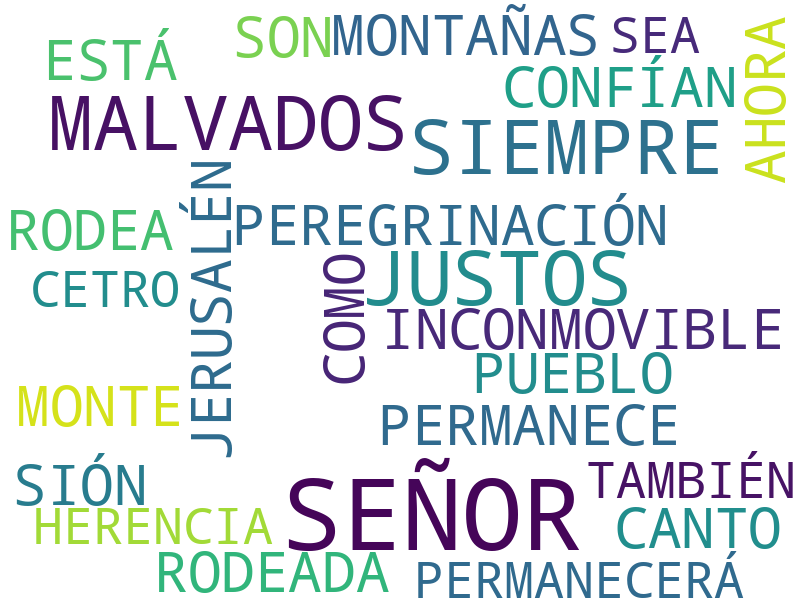 SON MONTAÑAS SEA
ESTÁ
CONFÍAN
AHORA
MALVADOS
SIEMPRE
JERUSALÉN
RODEA
PEREGRINACIÓN
JUSTOS
COMO
CETRO
INCONMOVIBLE
PUEBLO
MONTE
PERMANECE
SIÓN
TAMBIÉN
SEÑOR
HERENCIA
CANTO
RODEADA
PERMANECERÁ